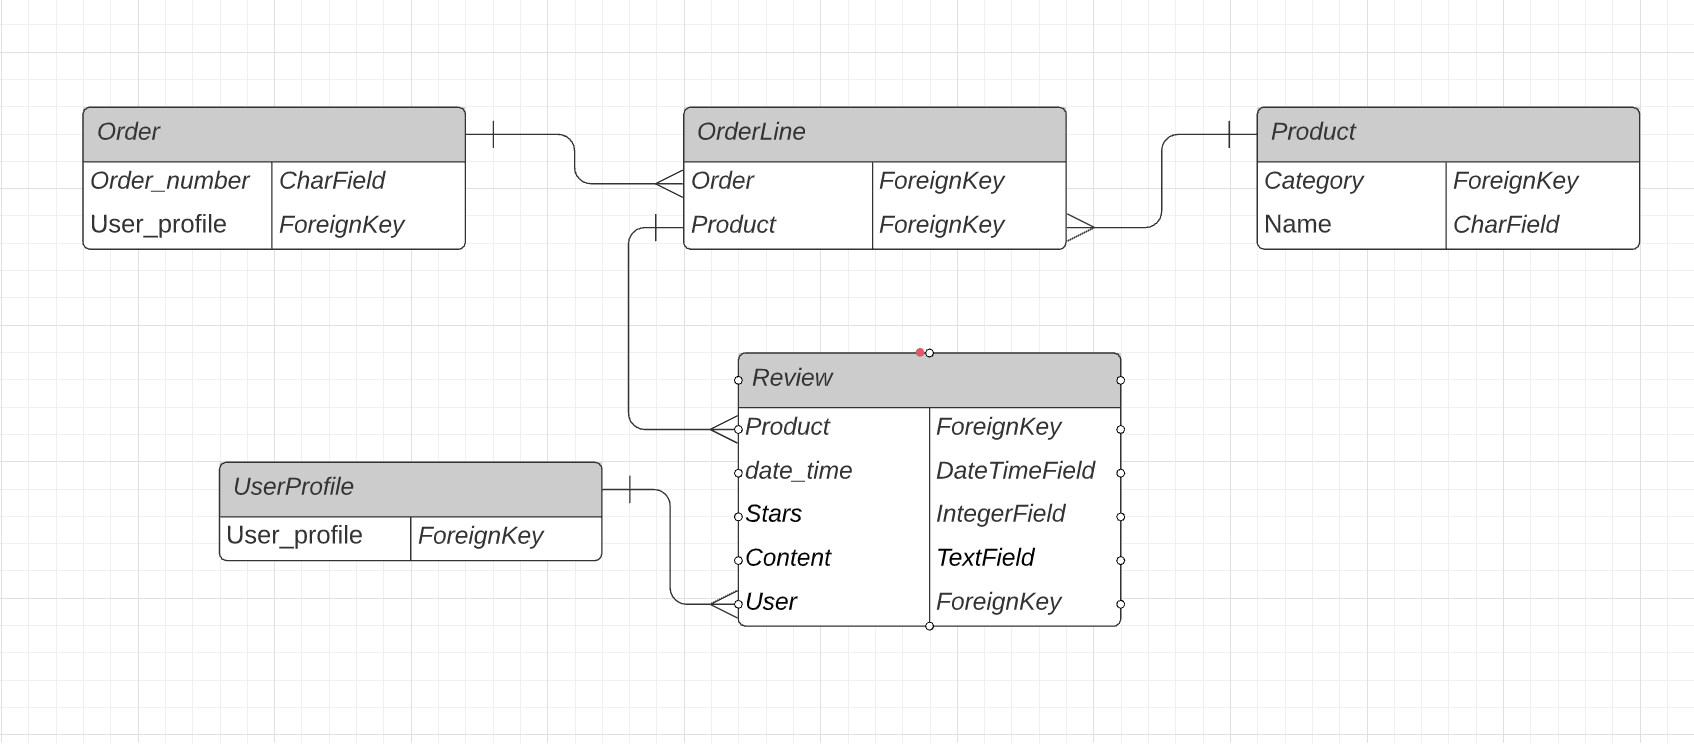 Order
Order_number CharField
User_profile ForeignKey
OrderLine
Order ForeignKey
Product ForeignKey
Product
Category ForeignKey
Name CharField
Review
Product ForeignKey
date_time DateTimeField
Stars IntegerField
Content TextField
User ForeignKey
UserProfile
User_profile ForeignKey